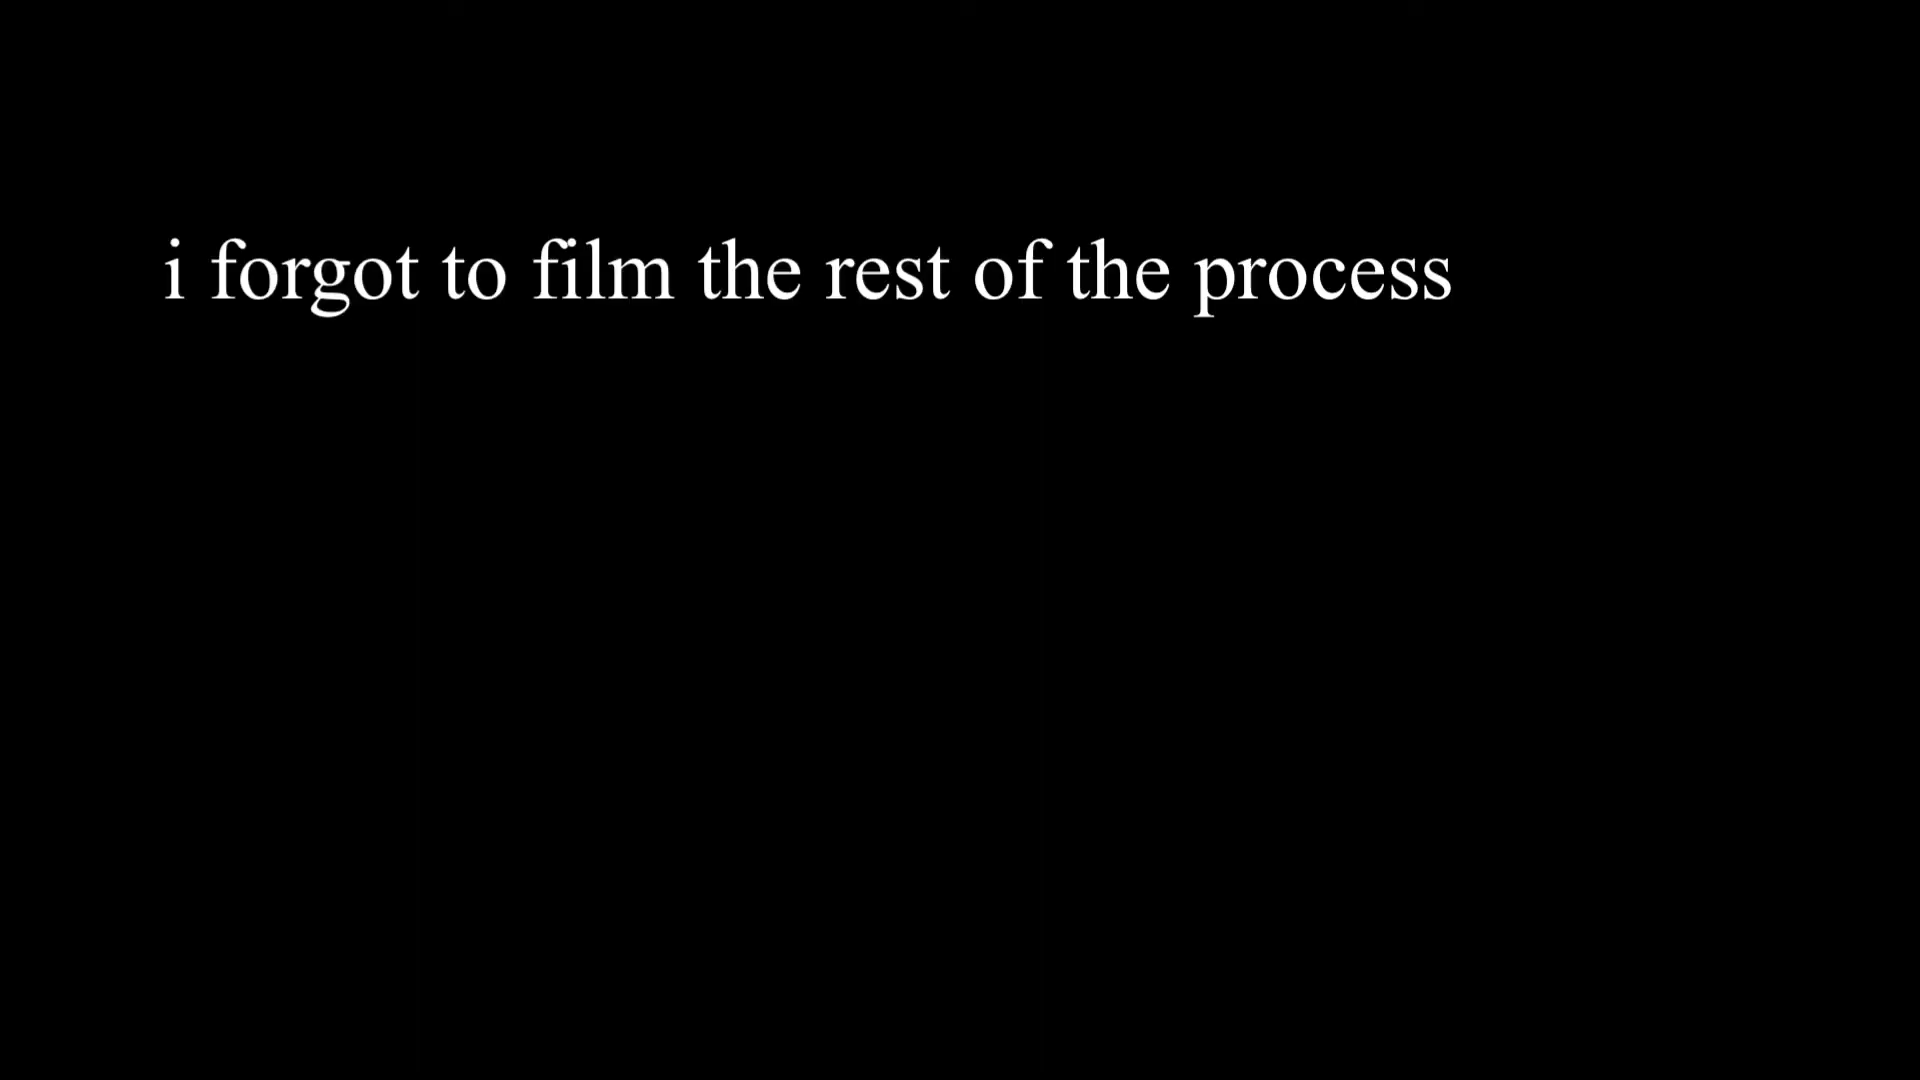 i forgot to film the rest of the process